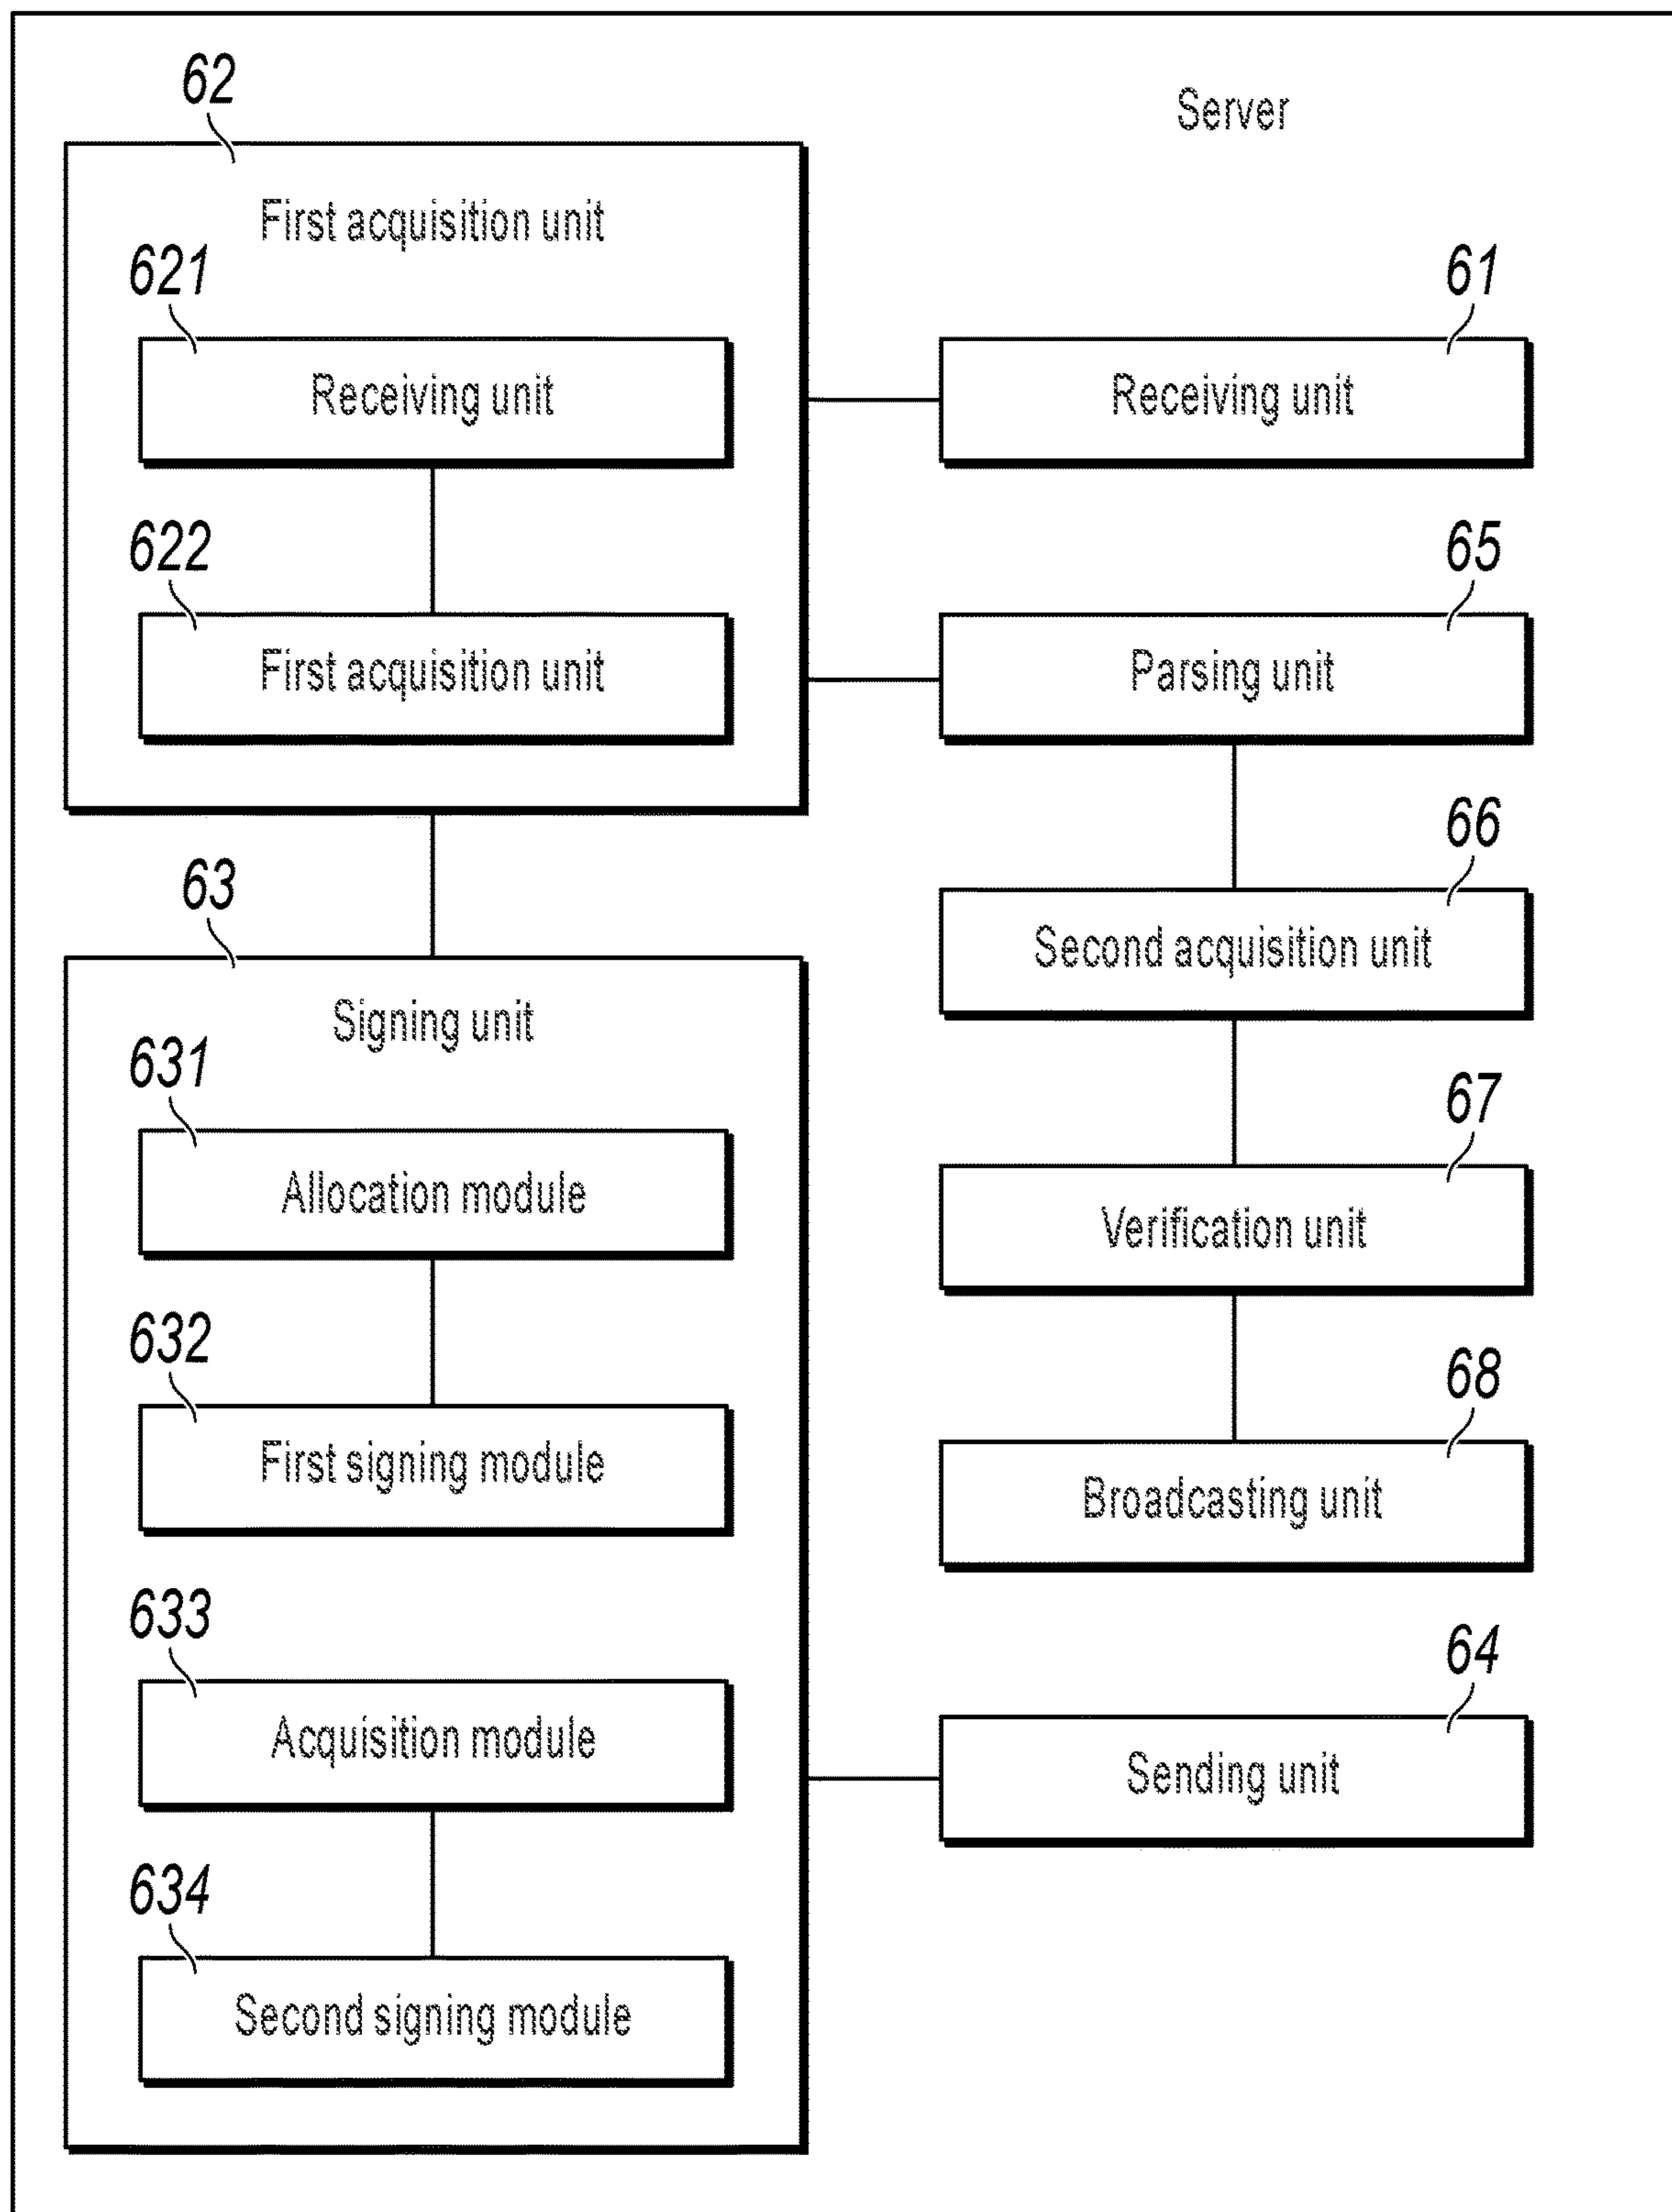 Server
62
First acquisition unit
621
Receiving unit
61
Receiving unit
622
First acquisition unit
65
Parsing unit
66
Second acquisition unit
63
Signing unit
631
Allocation module
67
Verification unit
632
First signing module
68
Broadcasting unit
633
Acquisition module
64
Sending unit
634
Second signing module